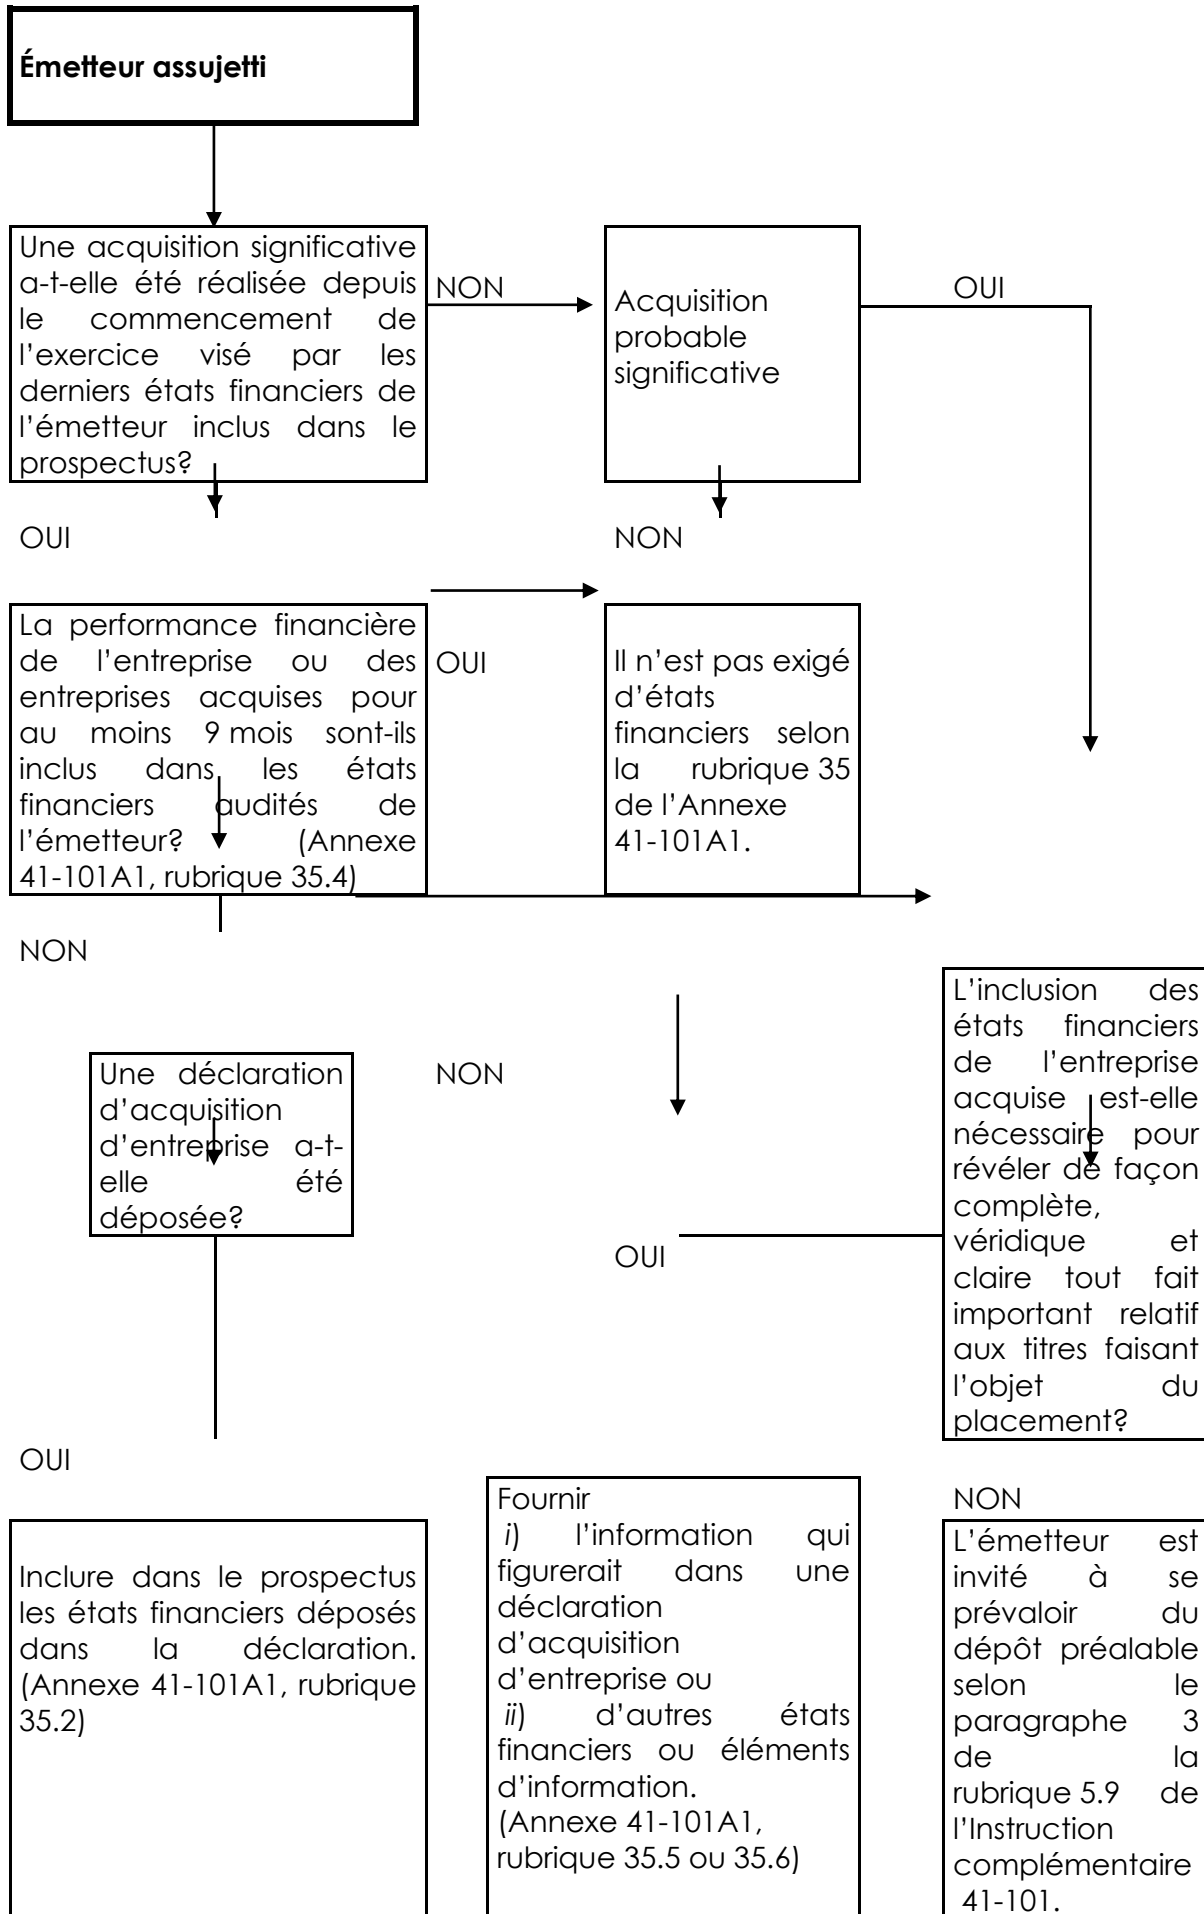 Émetteur assujetti
Une acquisition significative
a-t-elle été réalisée depuis
le commencement de
l’exercice visé par les
derniers états financiers de
l’émetteur inclus dans le
prospectus?
NON
Acquisition
probable
significative
OUI
OUI
NON
La performance financière
de l’entreprise ou des
entreprises acquises pour
au moins 9 mois sont-ils
inclus dans les états
financiers audités de
l’émetteur? (Annexe
41-101A1, rubrique 35.4)
OUI
Il n’est pas exigé
d’états
financiers selon
la rubrique 35
de l’Annexe
41-101A1.
NON
Une déclaration
d’acquisition
d’entreprise a-t-
elle été
déposée?
NON
OUI
L’inclusion des
états financiers
de l’entreprise
acquise est-elle
nécessaire pour
révéler de façon
complète,
véridique et
claire tout fait
important relatif
aux titres faisant
l’objet du
placement?
OUI
NON
Inclure dans le prospectus
les états financiers déposés
dans la déclaration.
(Annexe 41-101A1, rubrique
35.2)
Fournir
i) l’information qui
figurerait dans une
déclaration
d’acquisition
d’entreprise ou
ii) d’autres états
financiers ou éléments
d’information.
(Annexe 41-101A1,
rubrique 35.5 ou 35.6)
L’émetteur est
invité à se
prévaloir du
dépôt préalable
selon le
paragraphe 3
de la
rubrique 5.9 de
l’Instruction
complémentaire
41-101.